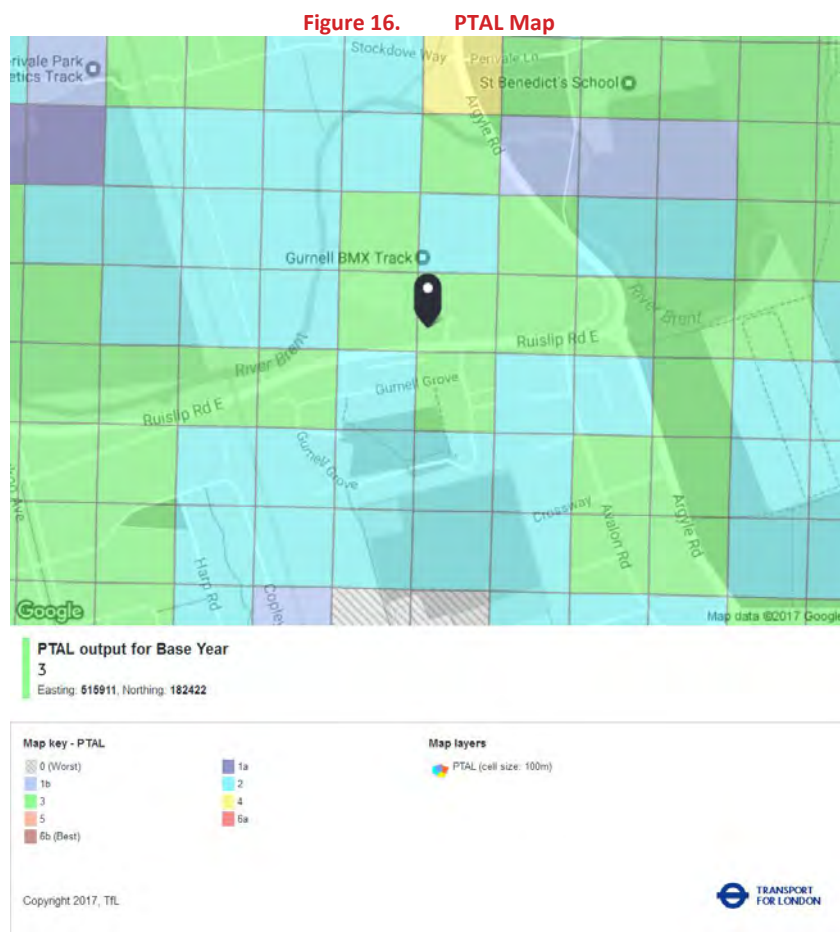 Figure 16. PTAL Map
Stockdove Way
Perivale Ln
rivale Park
etics Track
St Benedict's School
Argyle Rd
Gurnell BMX Track
River Brent
Ruislip Rd E
River Brent
Gurnell Grove
Ruislip Rd E
Gurnell Grove
Crossway
Avalon Rd
Argyle Rd
Ave
Harp Rd
Copley
Google
Map data ©2017 Google
PTAL output for Base Year
3
Easting: 515911, Northing: 182422
Map key - PTAL
Map layers
0 (Worst)
1a
PTAL (cell size: 100m)
1b
2
3
4
5
6a
6b (Best)
Copyright 2017, TfL
TRANSPORT
FOR LONDON